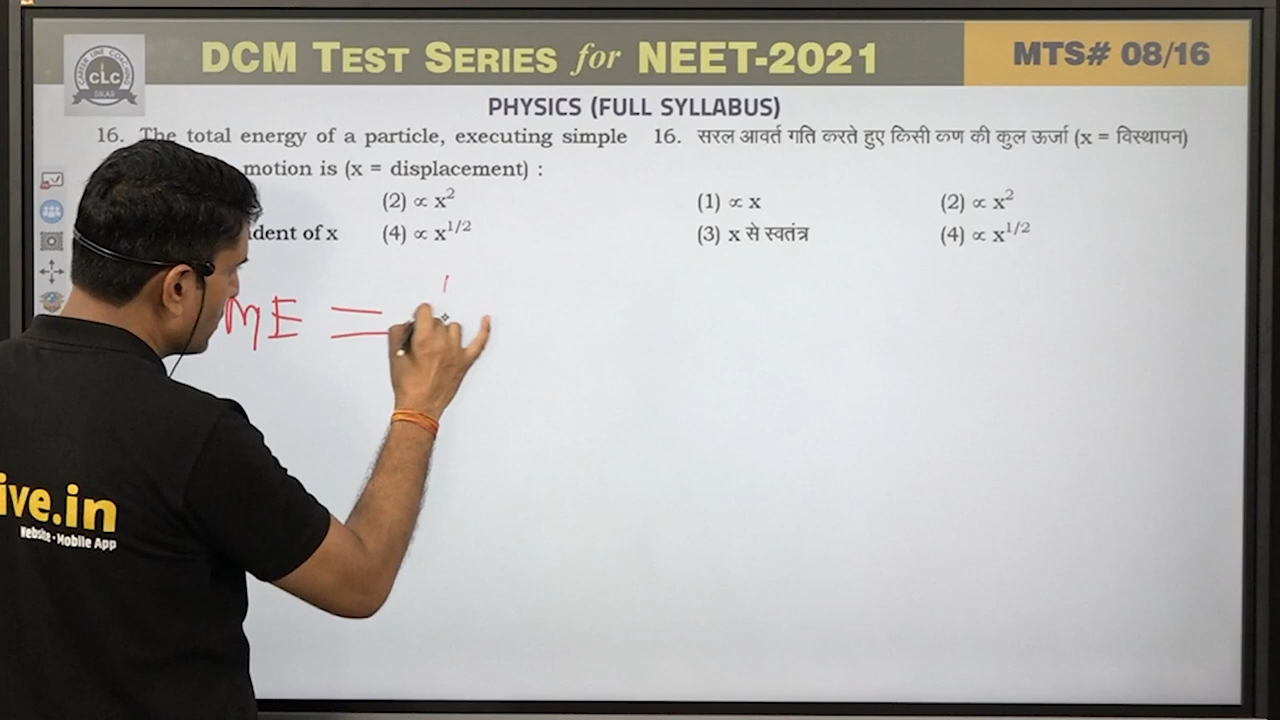 DCM TEST SERIES for NEET-2021
MTS# 08/16
CLC
PHYSICS (FULL SYLLABUS)
16. The total energy of a particle, executing simple
motion is (x = displacement) :
(2) ∝ x²
of x (4) ∝ x^1/2
16. सरल आवर्त गति करते हुए किसी कण की कुल ऊर्जा (x = विस्थापन)
(1) ∝ x (2) ∝ x²
(3) x से स्वतंत्र (4) ∝ x^1/2
ME =
ive.in
Website · Mobile App